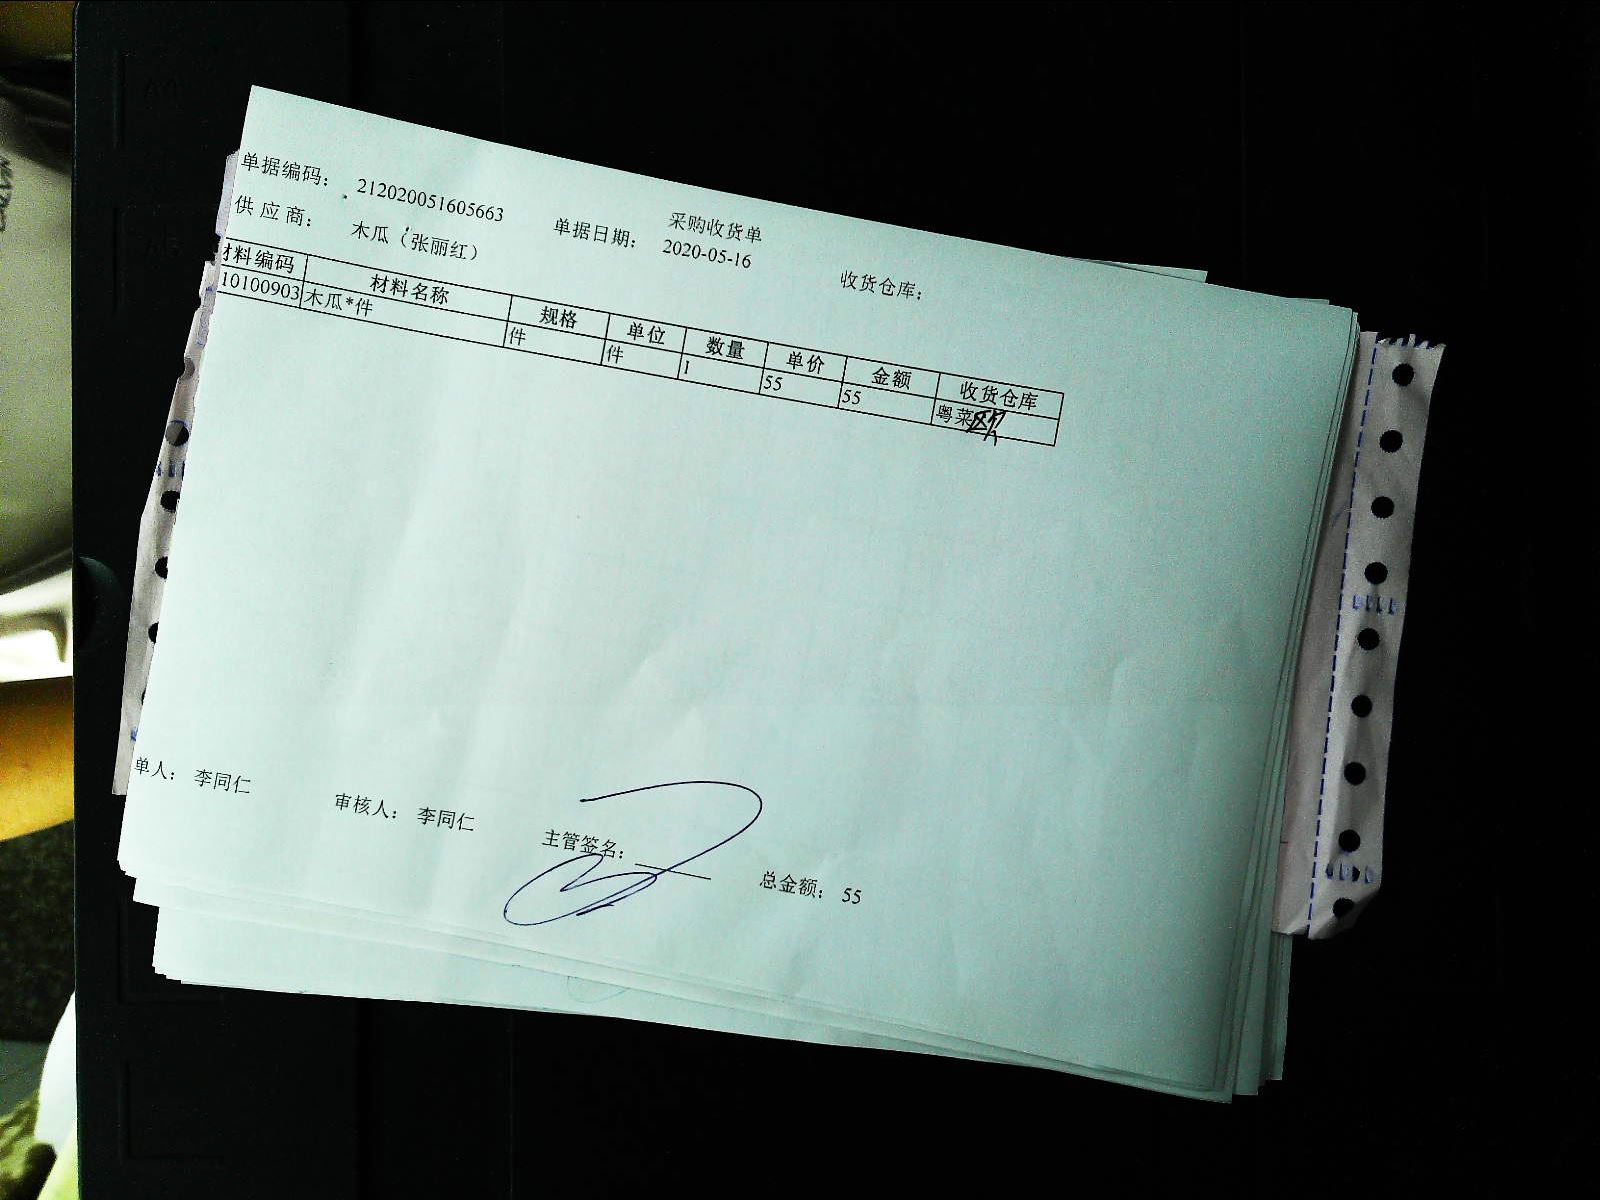 采购收货单
单据编码： 212020051605663 单据日期： 2020-05-16 收货仓库：
供应商： 木瓜（张丽红）
材料编码 材料名称 规格 单位 数量 单价 金额 收货仓库
10100903 木瓜*件 件 件 1 55 55 粤菜
单人： 李同仁 审核人： 李同仁 主管签名： 总金额： 55